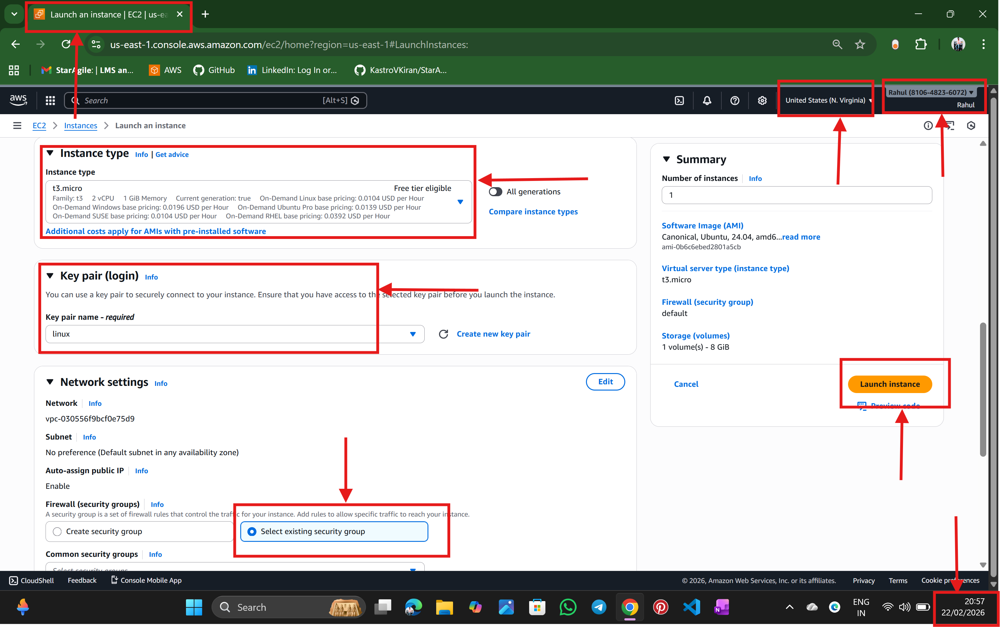 Launch an instance | EC2 | us-ea
us-east-1.console.aws.amazon.com/ec2/home?region=us-east-1#LaunchInstances:
StarAgile: | LMS an...
AWS
GitHub
LinkedIn: Log In or...
KastroVKiran/StarA...
aws
Search
[Alt+S]
United States (N. Virginia)
Rahul (8106-4823-6072)
Rahul
EC2
Instances
Launch an instance
Instance type
Info | Get advice
Instance type
t3.micro
Free tier eligible
Family: t3 2 vCPU 1 GiB Memory Current generation: true On-Demand Linux base pricing: 0.0104 USD per Hour
On-Demand Windows base pricing: 0.0196 USD per Hour On-Demand Ubuntu Pro base pricing: 0.0139 USD per Hour
On-Demand SUSE base pricing: 0.0104 USD per Hour On-Demand RHEL base pricing: 0.0392 USD per Hour
Additional costs apply for AMIs with pre-installed software
All generations
Compare instance types
Key pair (login)
Info
You can use a key pair to securely connect to your instance. Ensure that you have access to the selected key pair before you launch the instance.
Key pair name - required
linux
Create new key pair
Network settings
Info
Edit
Network
Info
vpc-030556f9bcf0e75d9
Subnet
Info
No preference (Default subnet in any availability zone)
Auto-assign public IP
Info
Enable
Firewall (security groups)
Info
A security group is a set of firewall rules that control the traffic for your instance. Add rules to allow specific traffic to reach your instance.
Create security group
Select existing security group
Common security groups
Info
Select security groups
Summary
Number of instances
Info
1
Software Image (AMI)
Canonical, Ubuntu, 24.04, amd6...read more
ami-0b6c6ebed2801a5cb
Virtual server type (instance type)
t3.micro
Firewall (security group)
default
Storage (volumes)
1 volume(s) - 8 GiB
Cancel
Launch instance
Preview code
CloudShell
Feedback
Console Mobile App
© 2026, Amazon Web Services, Inc. or its affiliates.
Privacy
Terms
Cookie preferences
Search
ENG
IN
20:57
22/02/2026